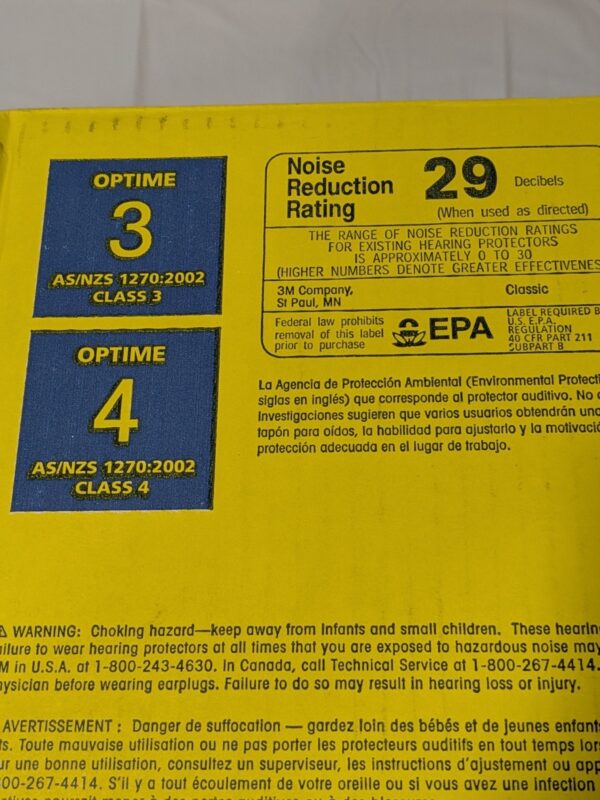 OPTIME
3
AS/NZS 1270:2002
CLASS 3
OPTIME
4
AS/NZS 1270:2002
CLASS 4
Noise
Reduction
Rating
29 Decibels
(When used as directed)
THE RANGE OF NOISE REDUCTION RATINGS
FOR EXISTING HEARING PROTECTORS
IS APPROXIMATELY 0 TO 30
(HIGHER NUMBERS DENOTE GREATER EFFECTIVENES
3M Company,
St Paul, MN
Classic
Federal law prohibits
removal of this label
prior to purchase
EPA
LABEL REQUIRED B
U.S. E.P.A.
REGULATION
40 CFR PART 211
SUBPART B
La Agencia de Protección Ambiental (Environmental Protecti
siglas en inglés) que corresponde al protector auditivo. No
Investigaciones sugieren que varios usuarios obtendrán una
tapón para oídos, la habilidad para ajustarlo y la motivació
protección adecuada en el lugar de trabajo.
⚠ WARNING: Choking hazard—keep away from infants and small children. These hearin
ailure to wear hearing protectors at all times that you are exposed to hazardous noise may
M in U.S.A. at 1-800-243-4630. In Canada, call Technical Service at 1-800-267-4414.
ysician before wearing earplugs. Failure to do so may result in hearing loss or injury.
AVERTISSEMENT : Danger de suffocation — gardez loin des bébés et de jeunes enfant
ts. Toute mauvaise utilisation ou ne pas porter les protecteurs auditifs en tout temps lors
ur une bonne utilisation, consultez un superviseur, les instructions d'ajustement ou app
00-267-4414. S'il y a tout écoulement de votre oreille ou si vous avez une infection